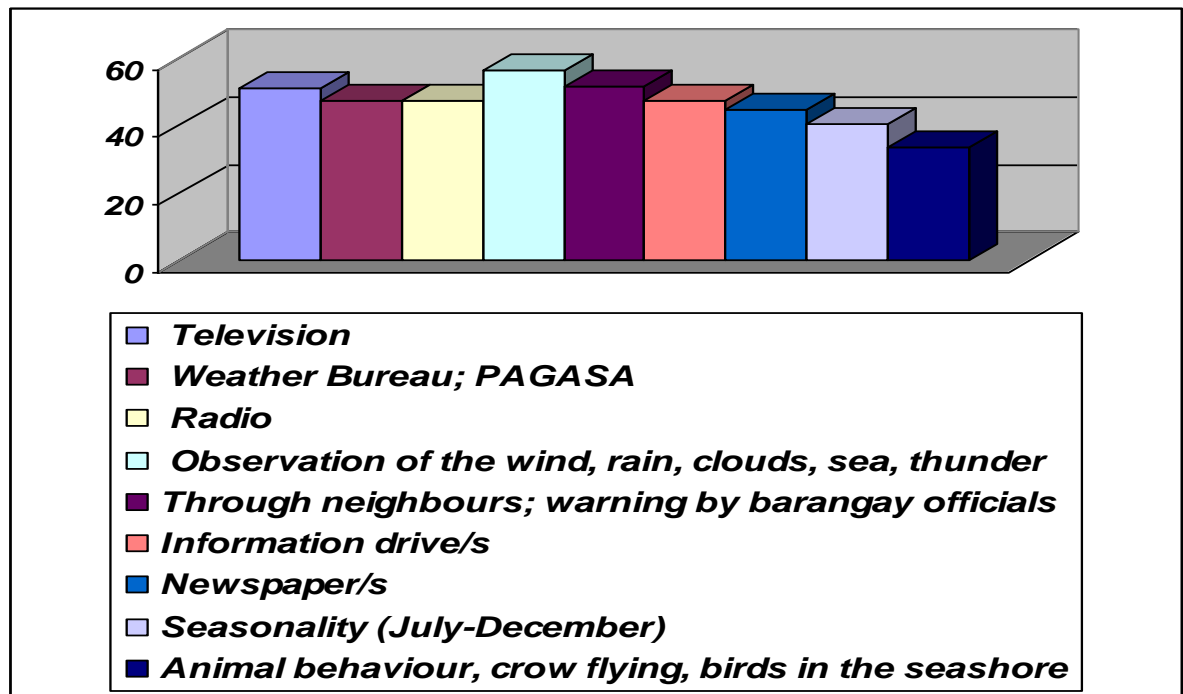 60
40
20
0
Television
Weather Bureau; PAGASA
Radio
Observation of the wind, rain, clouds, sea, thunder
Through neighbours; warning by barangay officials
Information drive/s
Newspaper/s
Seasonality (July-December)
Animal behaviour, crow flying, birds in the seashore